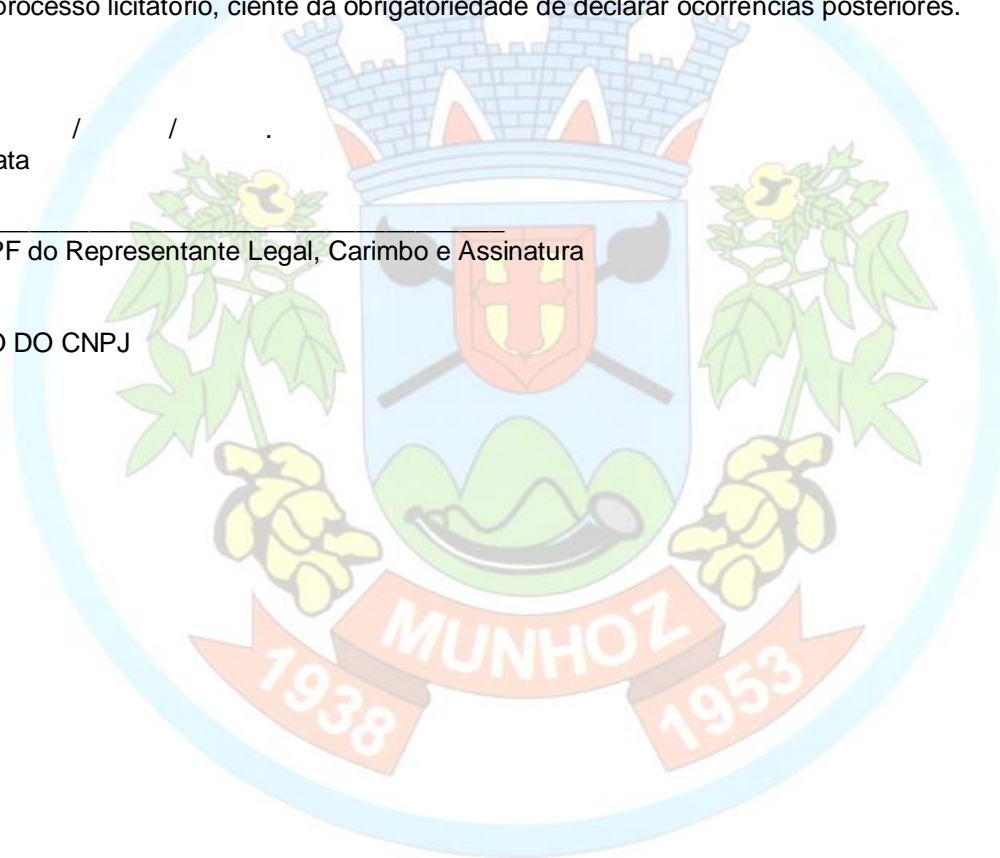 processo licitatório, ciente da obrigatoriedade de declarar ocorrências posteriores.
/ / .
ata
___________________________________
PF do Representante Legal, Carimbo e Assinatura
O DO CNPJ
MUNHOZ
1938 1953